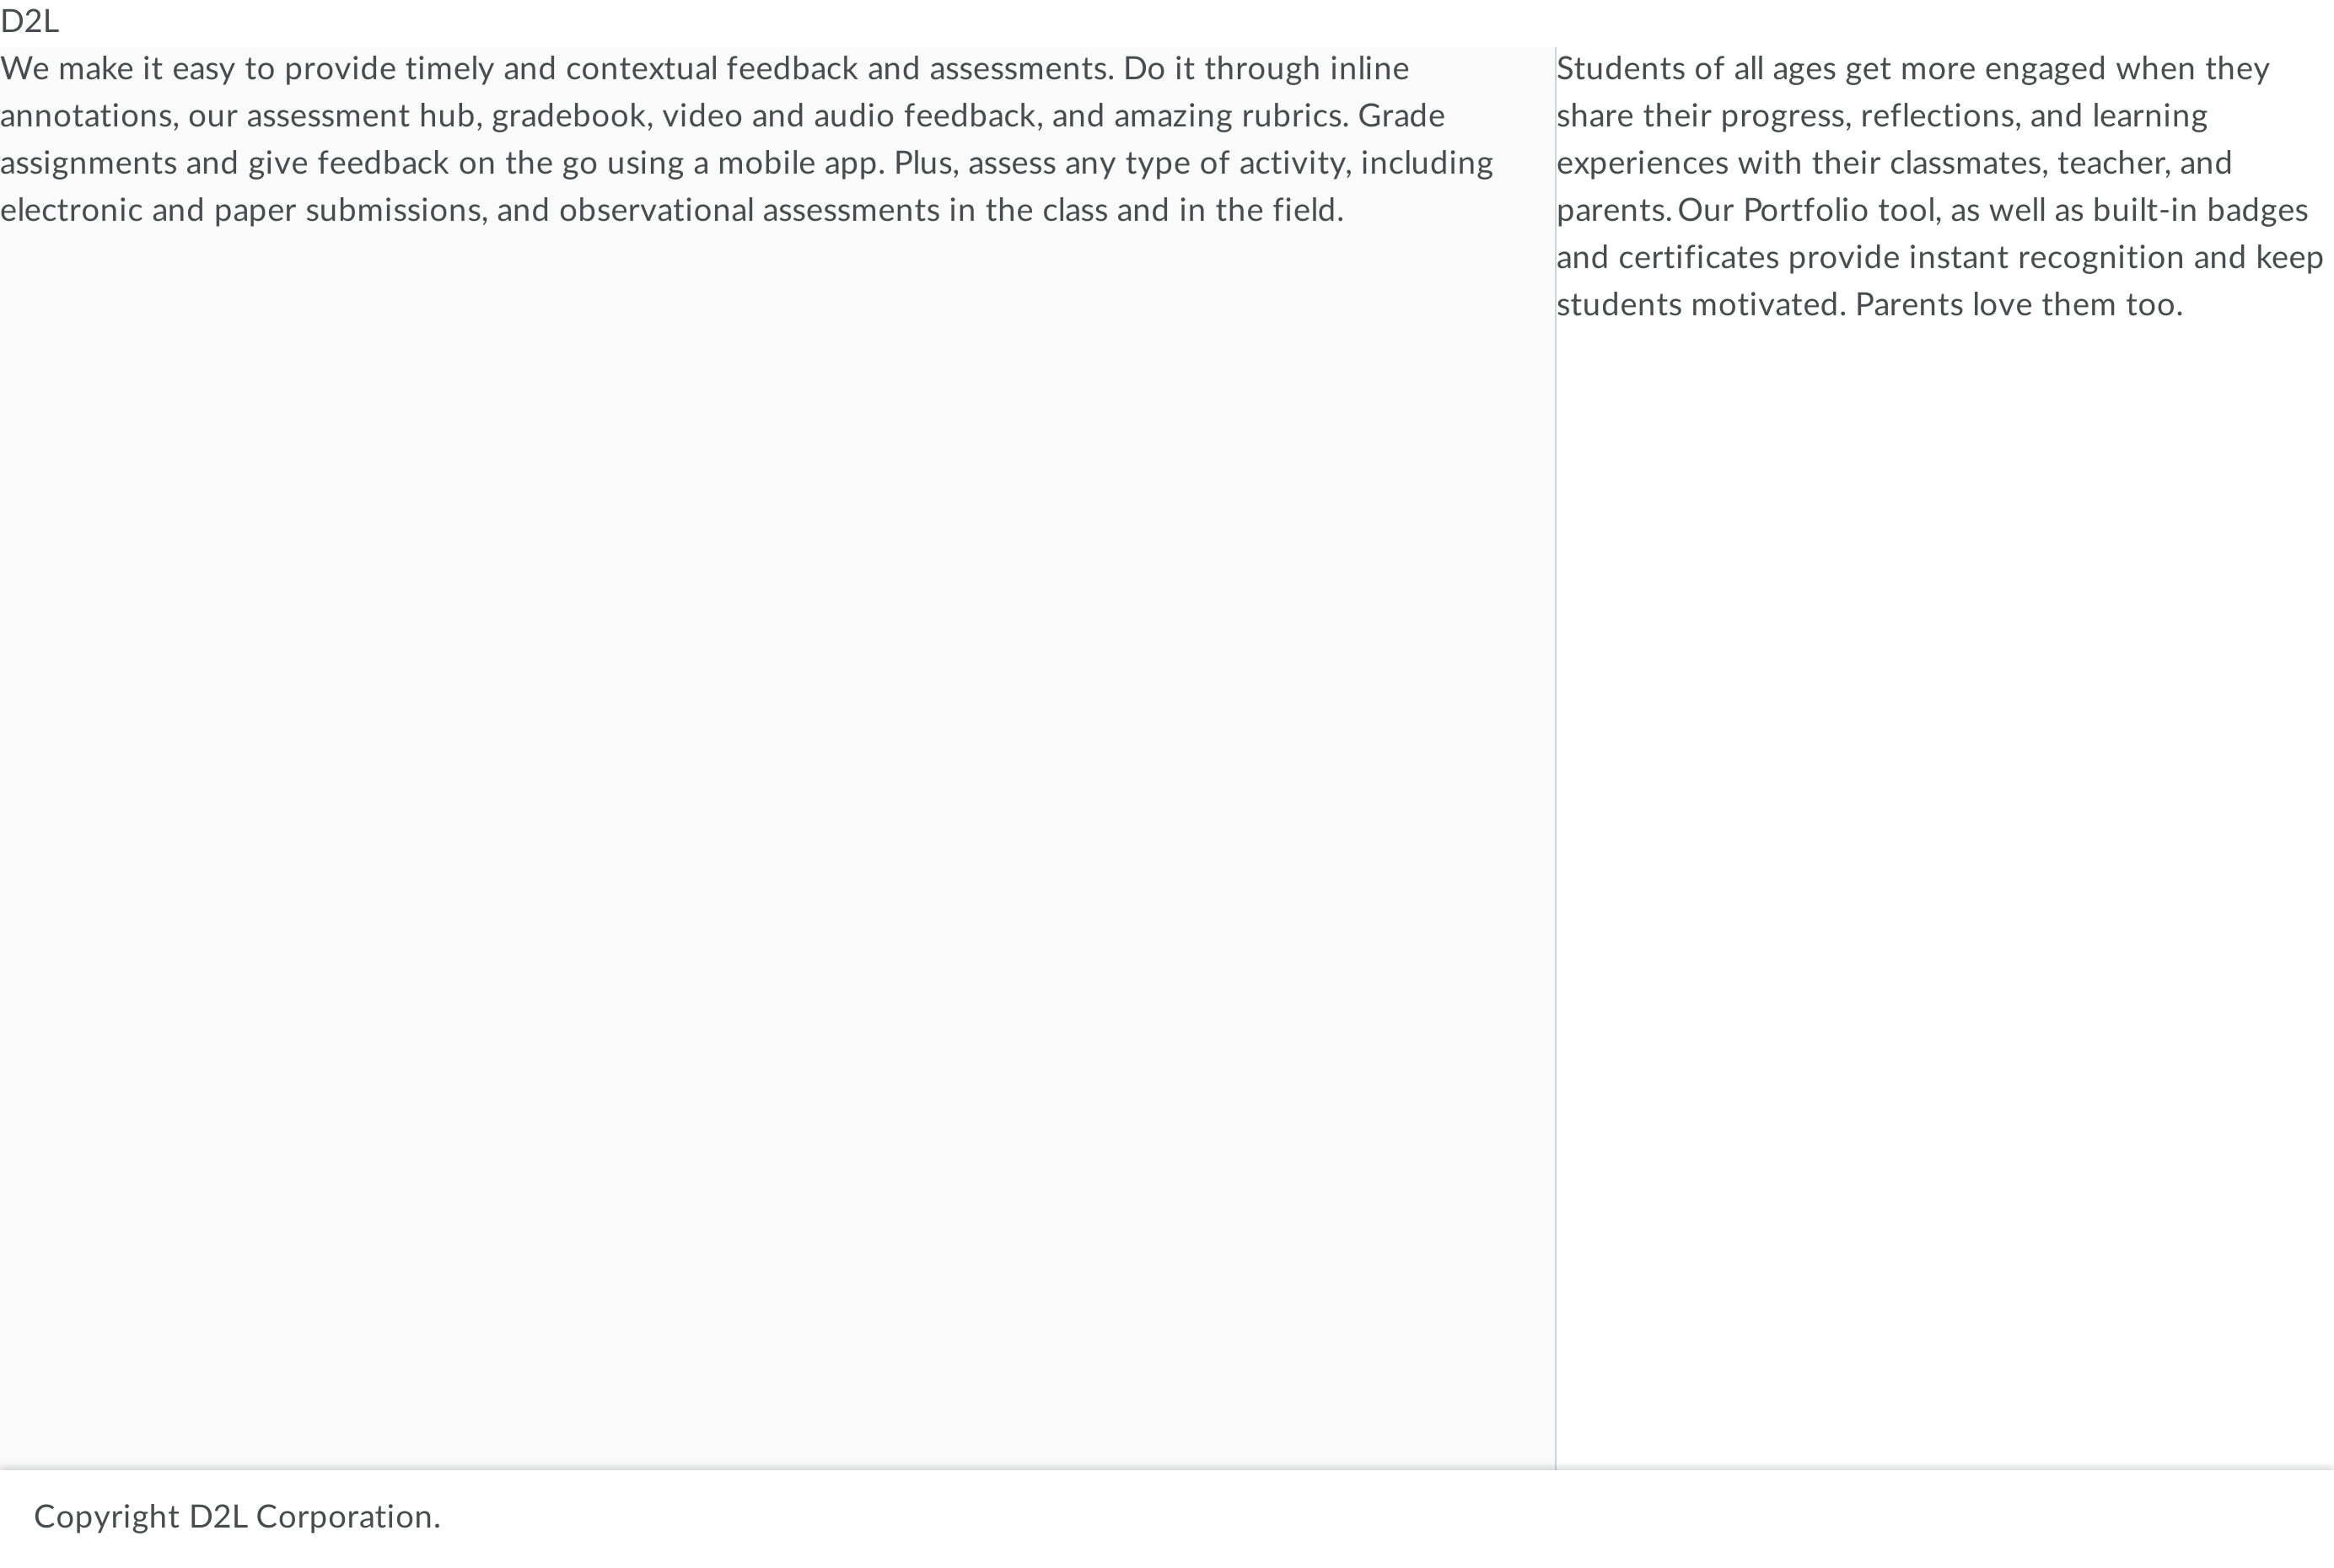 D2L
We make it easy to provide timely and contextual feedback and assessments. Do it through inline
annotations, our assessment hub, gradebook, video and audio feedback, and amazing rubrics. Grade
assignments and give feedback on the go using a mobile app. Plus, assess any type of activity, including
electronic and paper submissions, and observational assessments in the class and in the field.
Students of all ages get more engaged when they
share their progress, reflections, and learning
experiences with their classmates, teacher, and
parents. Our Portfolio tool, as well as built-in badges
and certificates provide instant recognition and keep
students motivated. Parents love them too.
Copyright D2L Corporation.